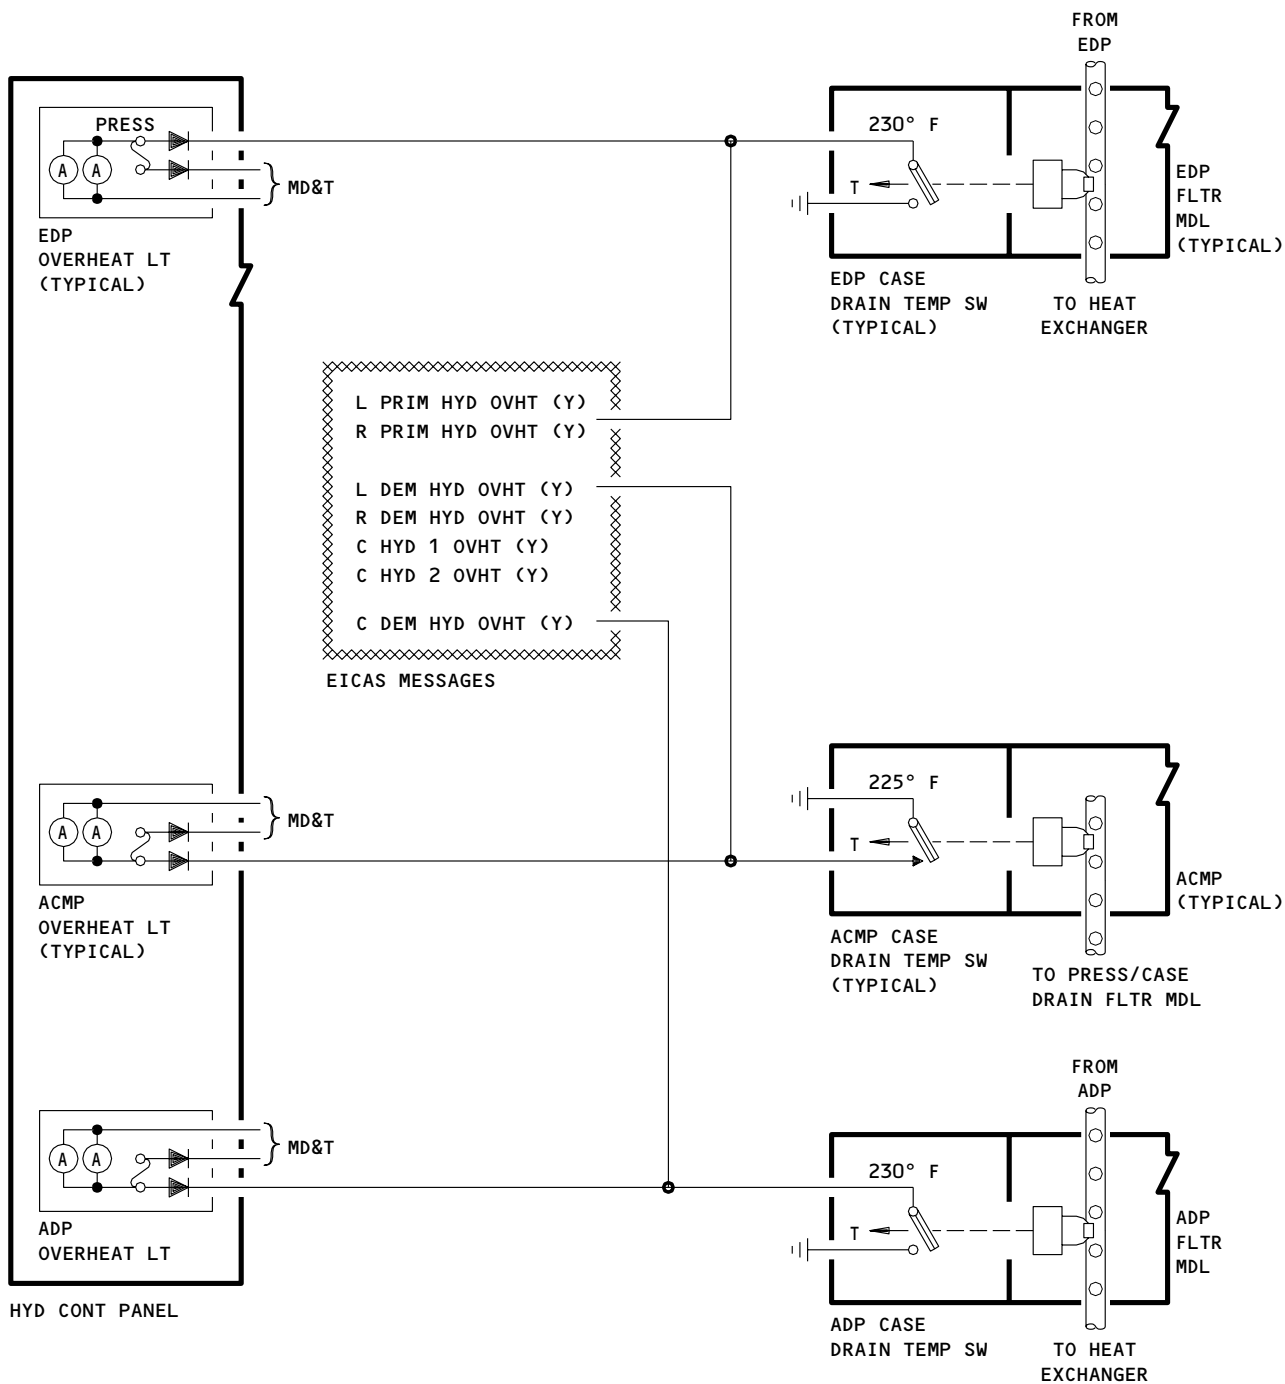 FROM
EDP
PRESS
A
A
MD&T
EDP
OVERHEAT LT
(TYPICAL)
230° F
T
EDP
FLTR
MDL
(TYPICAL)
EDP CASE
DRAIN TEMP SW
(TYPICAL)
TO HEAT
EXCHANGER
L PRIM HYD OVHT (Y)
R PRIM HYD OVHT (Y)
L DEM HYD OVHT (Y)
R DEM HYD OVHT (Y)
C HYD 1 OVHT (Y)
C HYD 2 OVHT (Y)
C DEM HYD OVHT (Y)
EICAS MESSAGES
A
A
MD&T
ACMP
OVERHEAT LT
(TYPICAL)
225° F
T
ACMP
(TYPICAL)
ACMP CASE
DRAIN TEMP SW
(TYPICAL)
TO PRESS/CASE
DRAIN FLTR MDL
FROM
ADP
A
A
MD&T
ADP
OVERHEAT LT
230° F
T
ADP
FLTR
MDL
HYD CONT PANEL
ADP CASE
DRAIN TEMP SW
TO HEAT
EXCHANGER